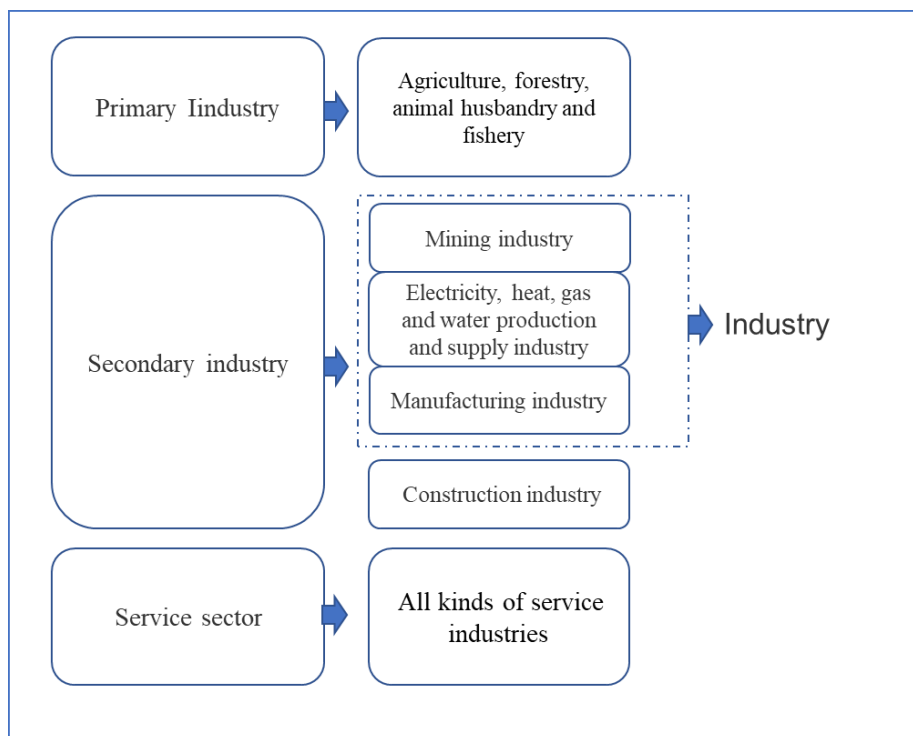 Primary Iindustry
Agriculture, forestry,
animal husbandry and
fishery
Secondary industry
Mining industry
Electricity, heat, gas
and water production
and supply industry
Manufacturing industry
Industry
Construction industry
Service sector
All kinds of service
industries